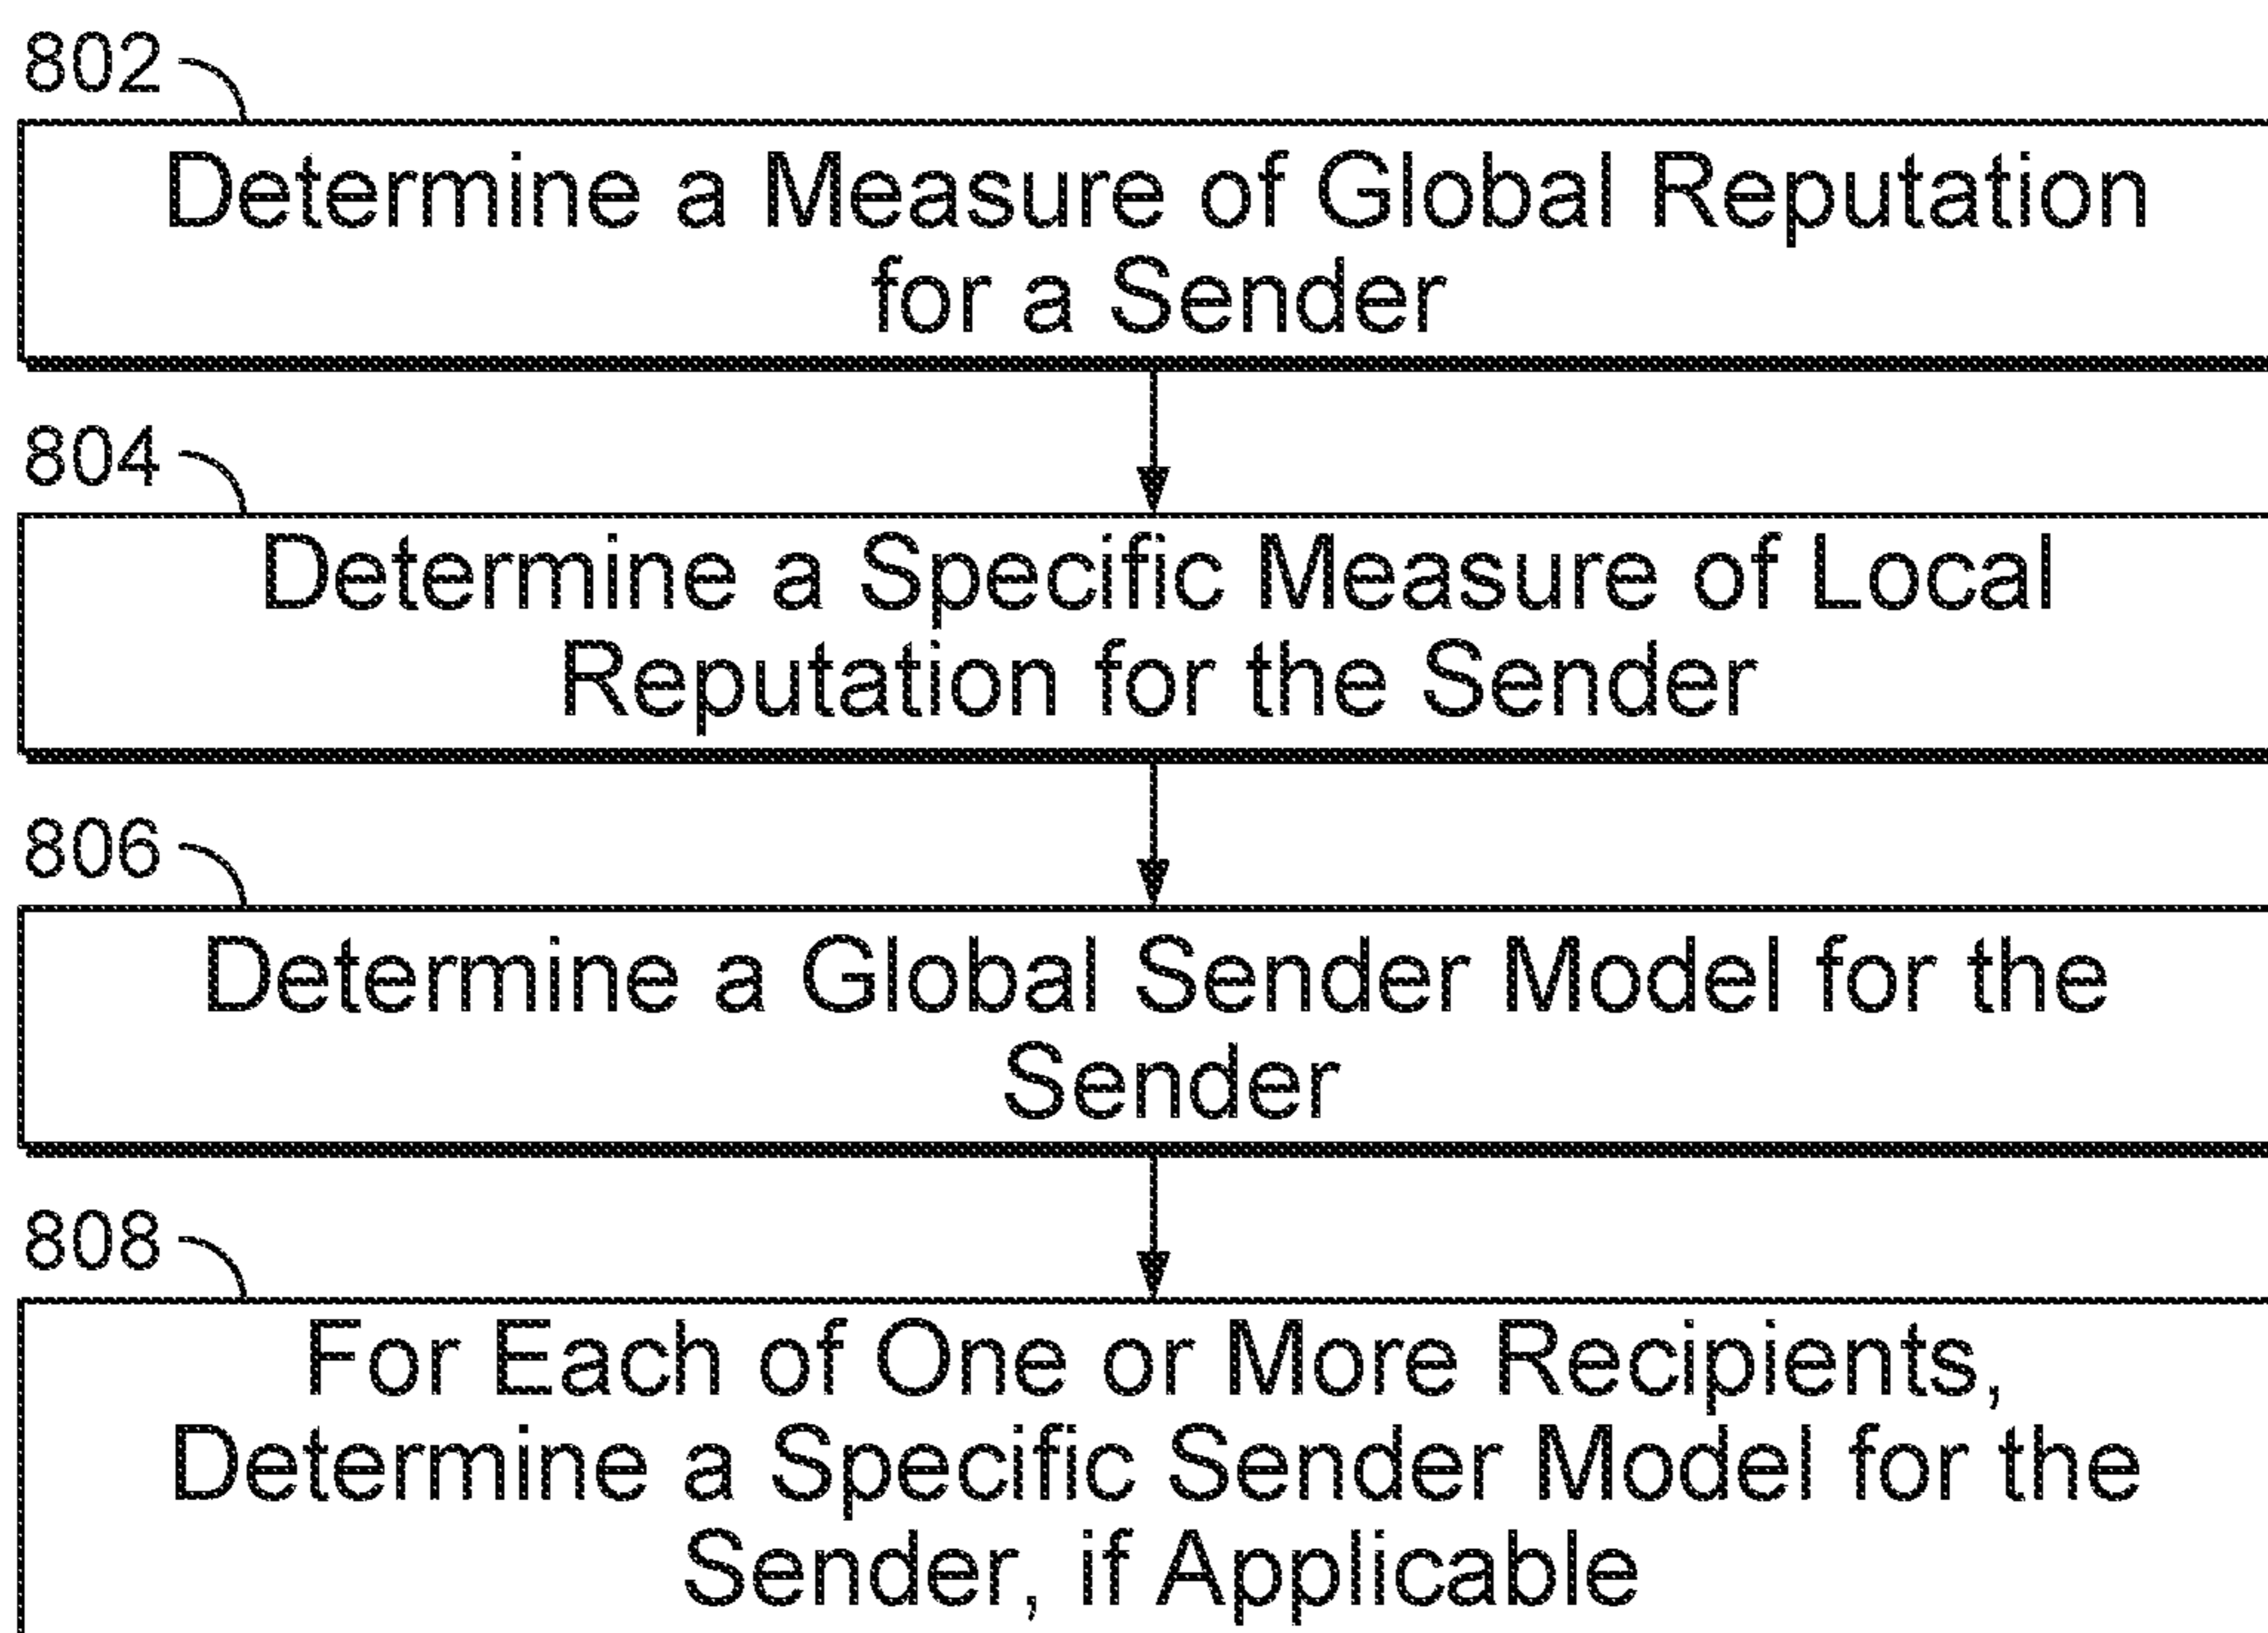 802
Determine a Measure of Global Reputation
for a Sender
804
Determine a Specific Measure of Local
Reputation for the Sender
806
Determine a Global Sender Model for the
Sender
808
For Each of One or More Recipients,
Determine a Specific Sender Model for the
Sender, if Applicable